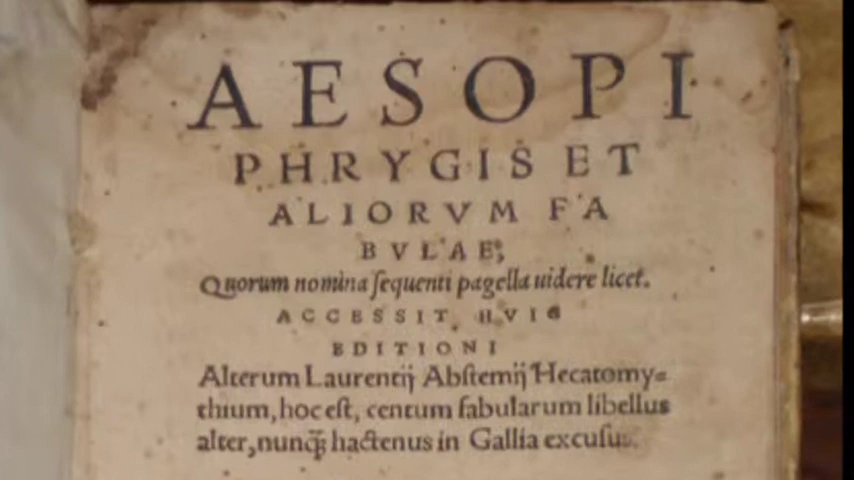 AESOPI
PHRYGIS ET
ALIORVM FA
BVLAE,
Quorum nomina ſequenti pagella uidere licet.
ACCESSIT HVIC
EDITIONI
Alterum Laurentij Abſtemij Hecatomy⸗
thium, hoc eſt, centum fabularum libellus
alter, nunq̃ hactenus in Gallia excuſus.